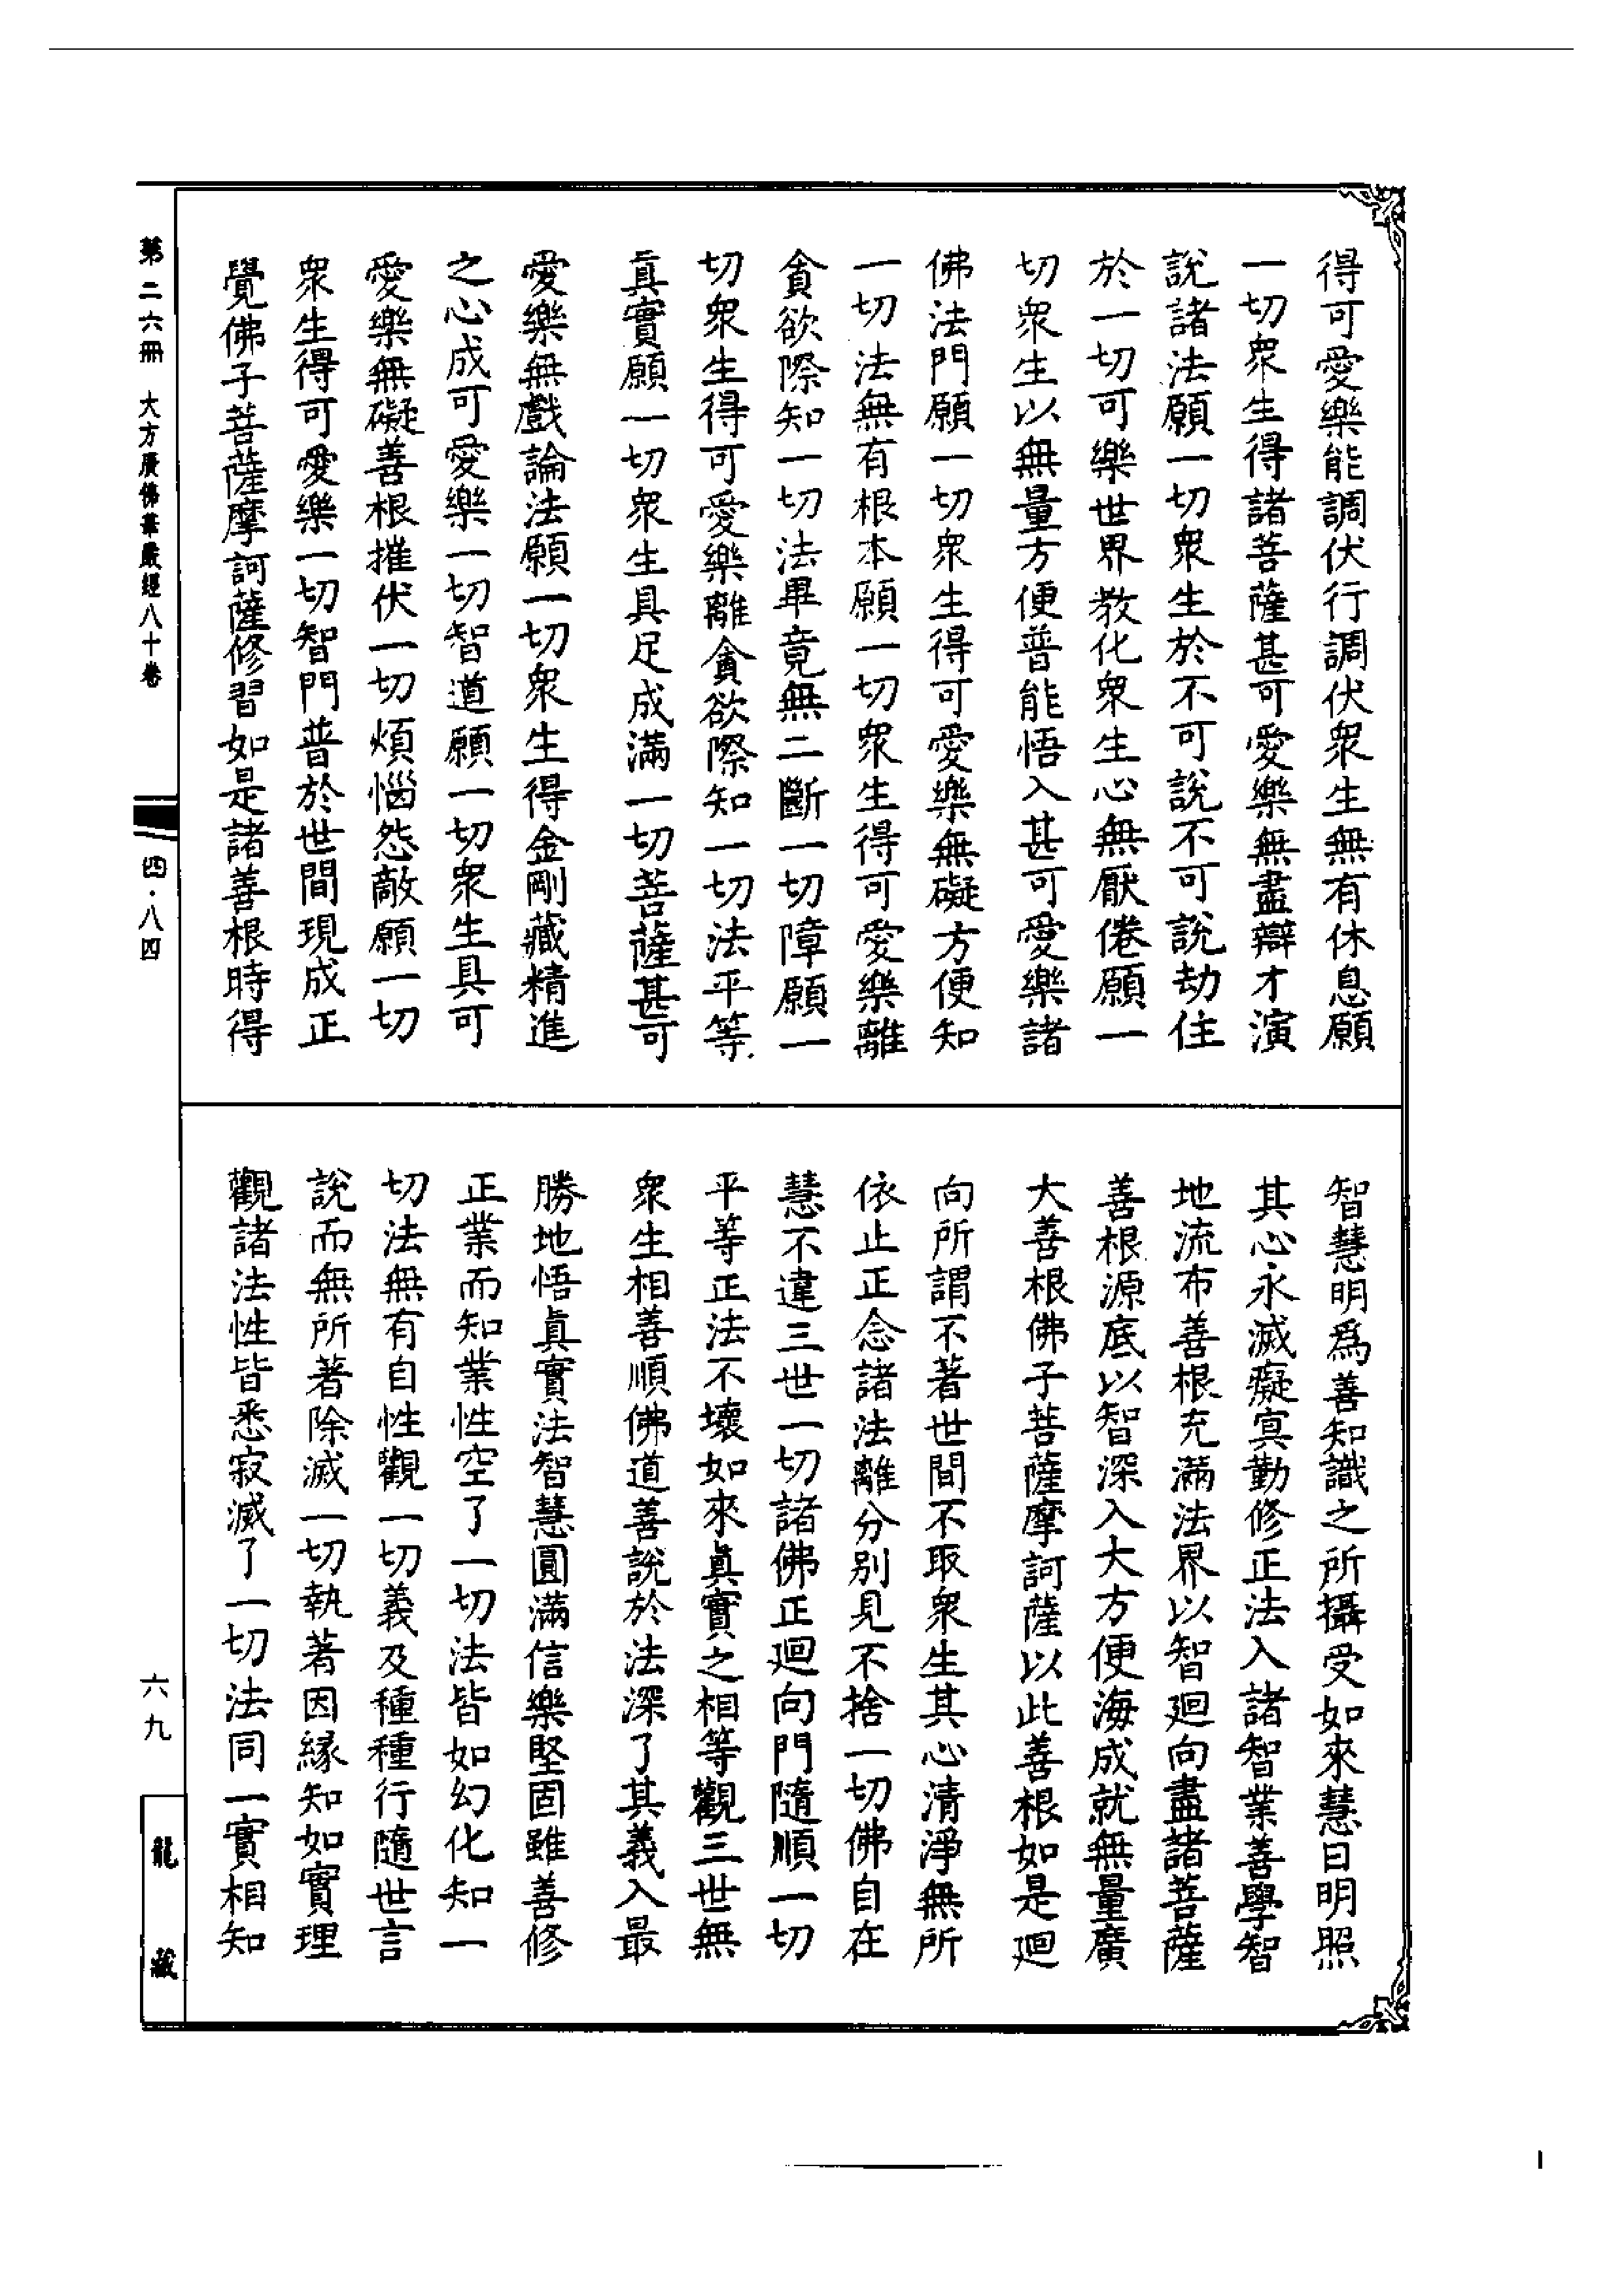 得可愛樂能調伏行調伏衆生無有休息願
一切衆生得諸菩薩甚可愛樂無盡辯才演
說諸法願一切衆生於不可說不可說劫住
於一切可樂世界教化衆生心無厭倦願一
切衆生以無量方便普能悟入甚可愛樂諸
佛法門願一切衆生得可愛樂無礙方便知
一切法無有根本願一切衆生得可愛樂離
貪欲際知一切法畢竟無二斷一切障願一
切衆生得可愛樂離貪欲際知一切法平等
真實願一切衆生具足成滿一切菩薩甚可
愛樂無戲論法願一切衆生得金剛藏精進
之心成可愛樂一切智道願一切衆生具可
愛樂無礙善根摧伏一切煩惱怨敵願一切
衆生得可愛樂一切智門普於世間現成正
覺佛子菩薩摩訶薩修習如是諸善根時得
智慧明為善知識之所攝受如來慧日明照
其心永滅癡冥勤修正法入諸智業善學智
地流布善根充滿法界以智迴向盡諸菩薩
善根源底以智深入大方便海成就無量廣
大善根佛子菩薩摩訶薩以此善根如是迴
向所謂不著世間不取衆生其心清淨無所
依止正念諸法離分別見不捨一切佛自在
慧不違三世一切諸佛正迴向門隨順一切
平等正法不壞如來真實之相等觀三世無
衆生相善順佛道善說於法深了其義入最
勝地悟真實法智慧圓滿信樂堅固雖善修
正業而知業性空了一切法皆如幻化知一
切法無有自性觀一切義及種種行隨世言
說而無所著除滅一切執著因緣知如實理
觀諸法性皆悉寂滅了一切法同一實相知
第二六冊 大方廣佛華嚴經八十卷
四·八四
六九
龍藏